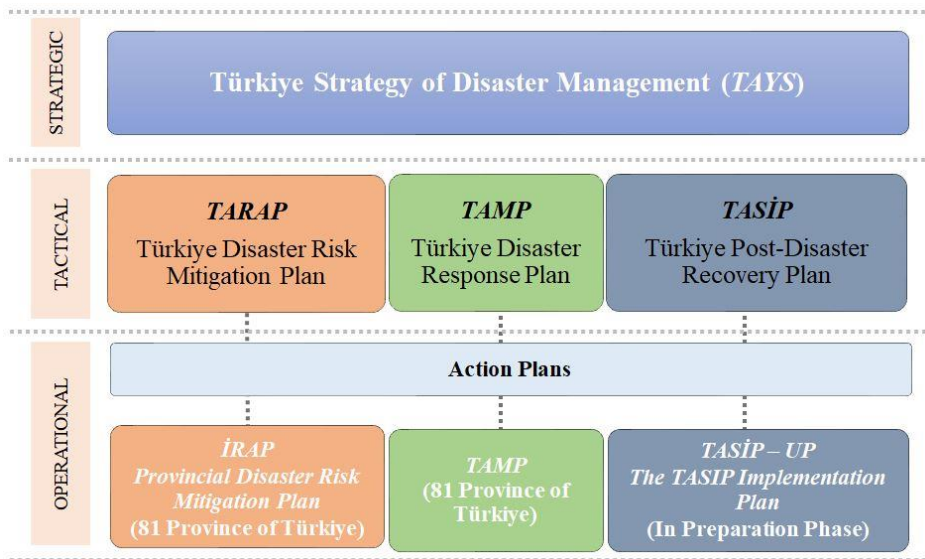 STRATEGIC
Türkiye Strategy of Disaster Management (TAYS)
TACTICAL
TARAP
Türkiye Disaster Risk
Mitigation Plan
TAMP
Türkiye Disaster
Response Plan
TASİP
Türkiye Post-Disaster
Recovery Plan
OPERATIONAL
Action Plans
İRAP
Provincial Disaster Risk
Mitigation Plan
(81 Province of Türkiye)
TAMP
(81 Province of
Türkiye)
TASİP – UP
The TASIP Implementation
Plan
(In Preparation Phase)